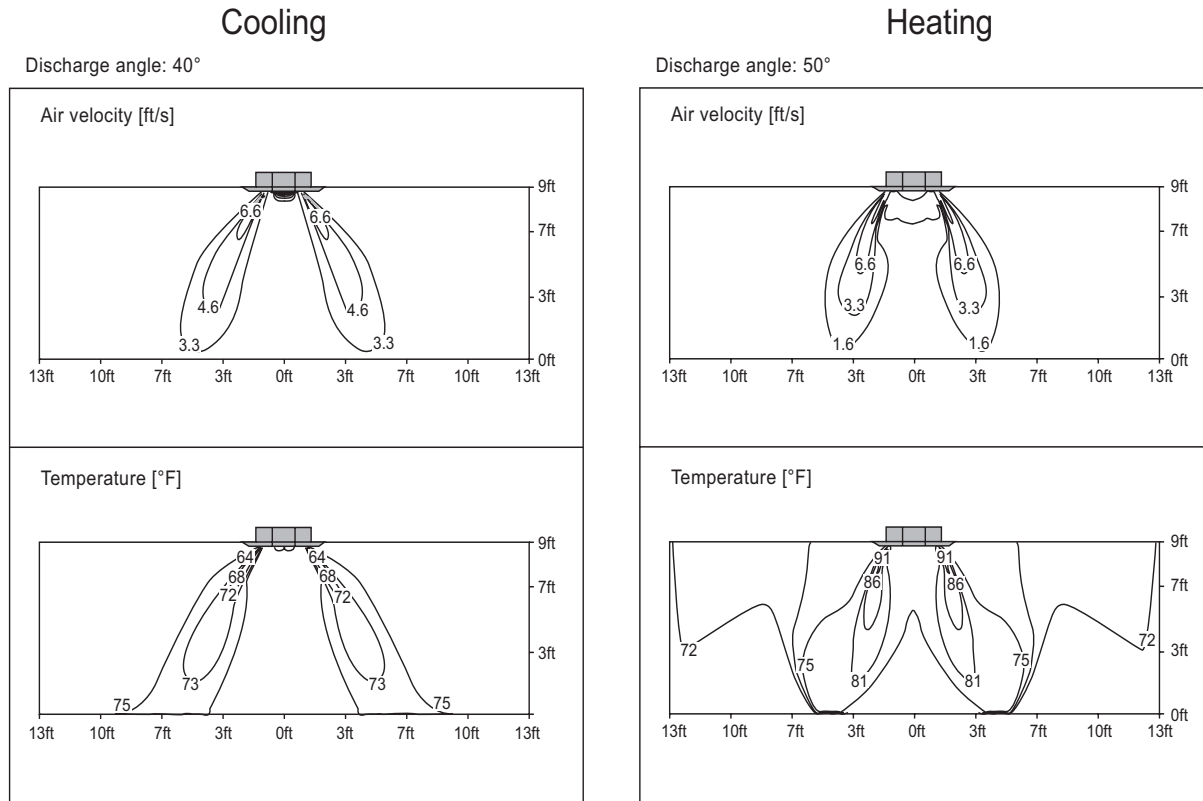 Cooling
Discharge angle: 40°
Air velocity [ft/s]
6.6 6.6
4.6 4.6
3.3 3.3
9ft
7ft
3ft
0ft
13ft 10ft 7ft 3ft 0ft 3ft 7ft 10ft 13ft
Temperature [°F]
64 64
68 68
72 72
73 73
75 75
9ft
7ft
3ft
0ft
13ft 10ft 7ft 3ft 0ft 3ft 7ft 10ft 13ft
Heating
Discharge angle: 50°
Air velocity [ft/s]
6.6 6.6
3.3 3.3
1.6 1.6
9ft
7ft
3ft
0ft
13ft 10ft 7ft 3ft 0ft 3ft 7ft 10ft 13ft
Temperature [°F]
91 91
86 86
72 72
75 75
81 81
9ft
7ft
3ft
0ft
13ft 10ft 7ft 3ft 0ft 3ft 7ft 10ft 13ft